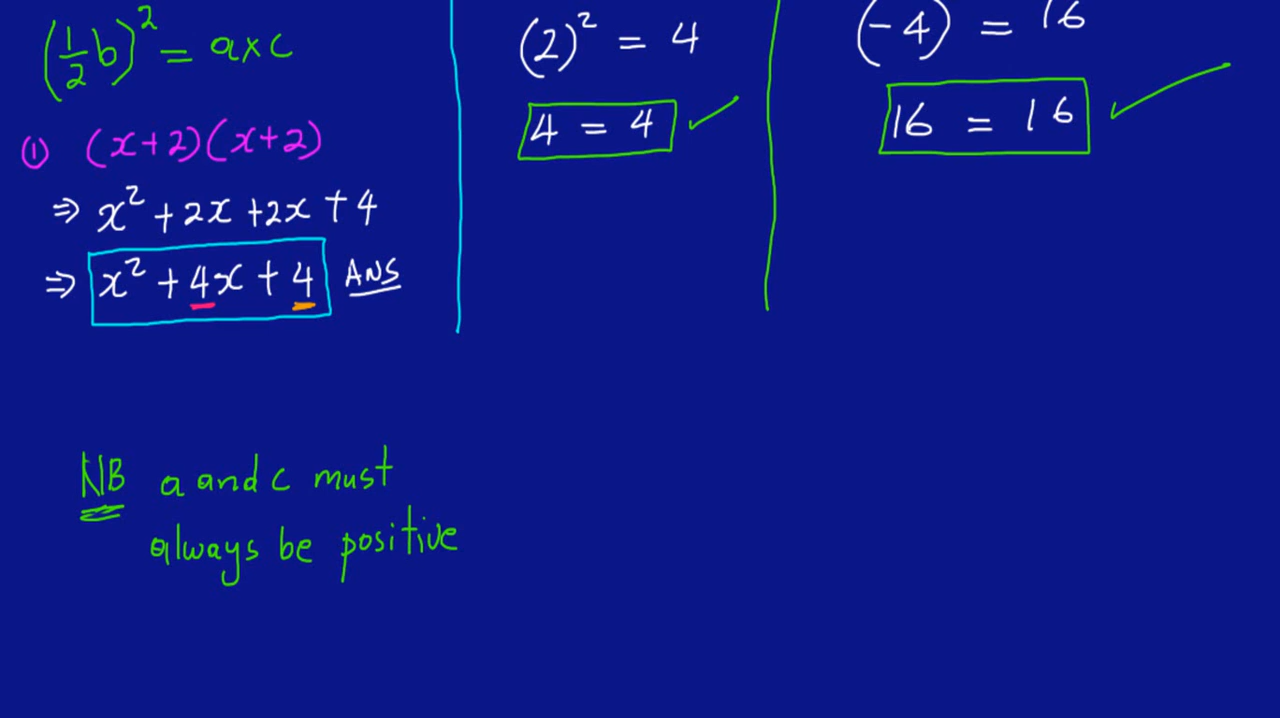 (1/2 b)² = a×c
① (x+2)(x+2)
⇒ x² + 2x + 2x + 4
⇒ x² + 4x + 4 ANS
NB a and c must
always be positive
(2)² = 4
4 = 4 ✓
(-4) = 16
16 = 16 ✓